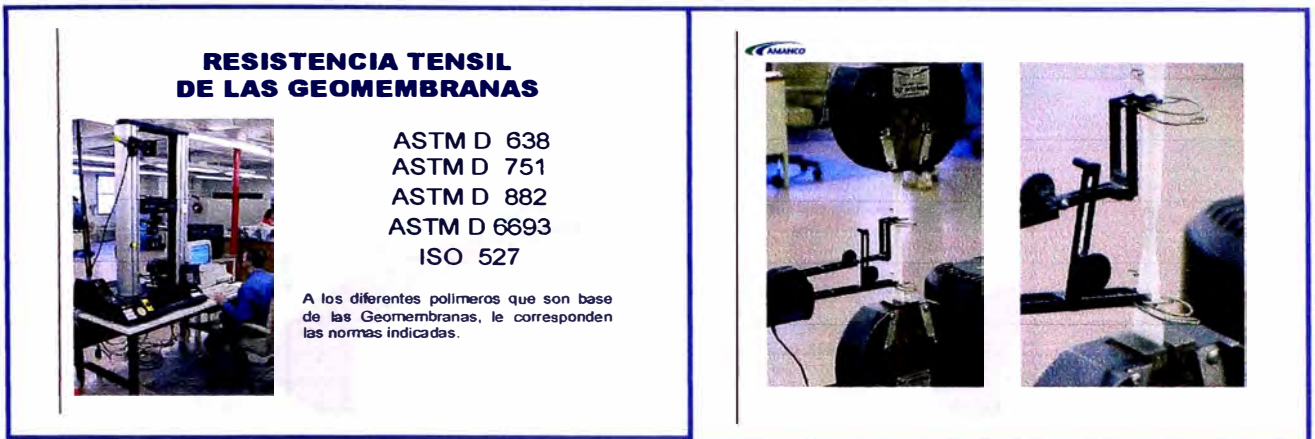 RESISTENCIA TENSIL
DE LAS GEOMEMBRANAS
ASTM D 638
ASTM D 751
ASTM D 882
ASTM D 6693
ISO 527
A los diferentes polimeros que son base
de las Geomembranas, le corresponden
las normas indicadas.
AMANCO